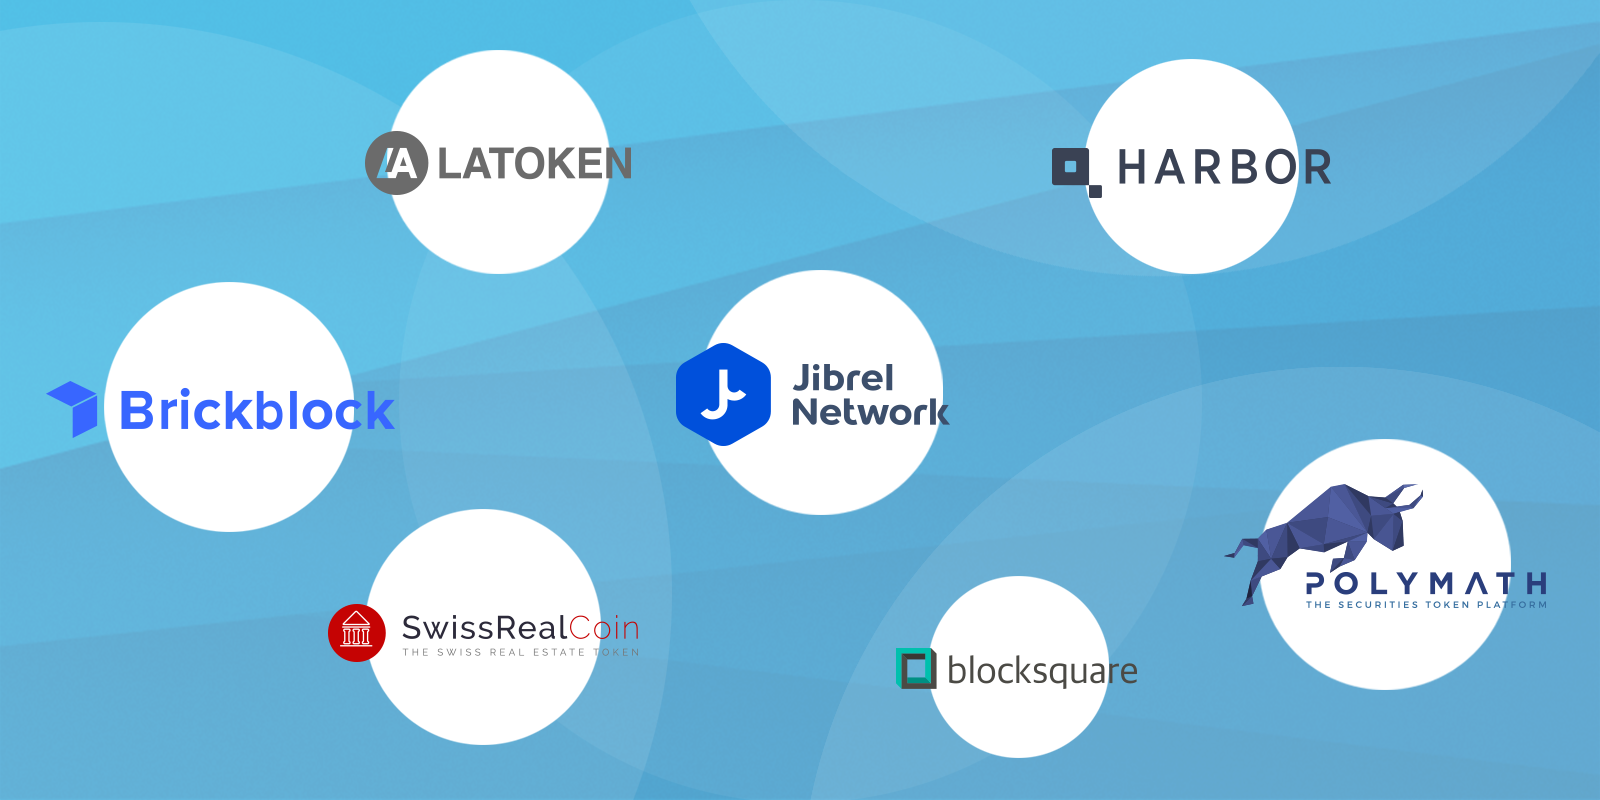 LATOKEN
HARBOR
Brickblock
Jibrel
Network
POLYMATH
THE SECURITIES TOKEN PLATFORM
SwissRealCoin
THE SWISS REAL ESTATE TOKEN
blocksquare